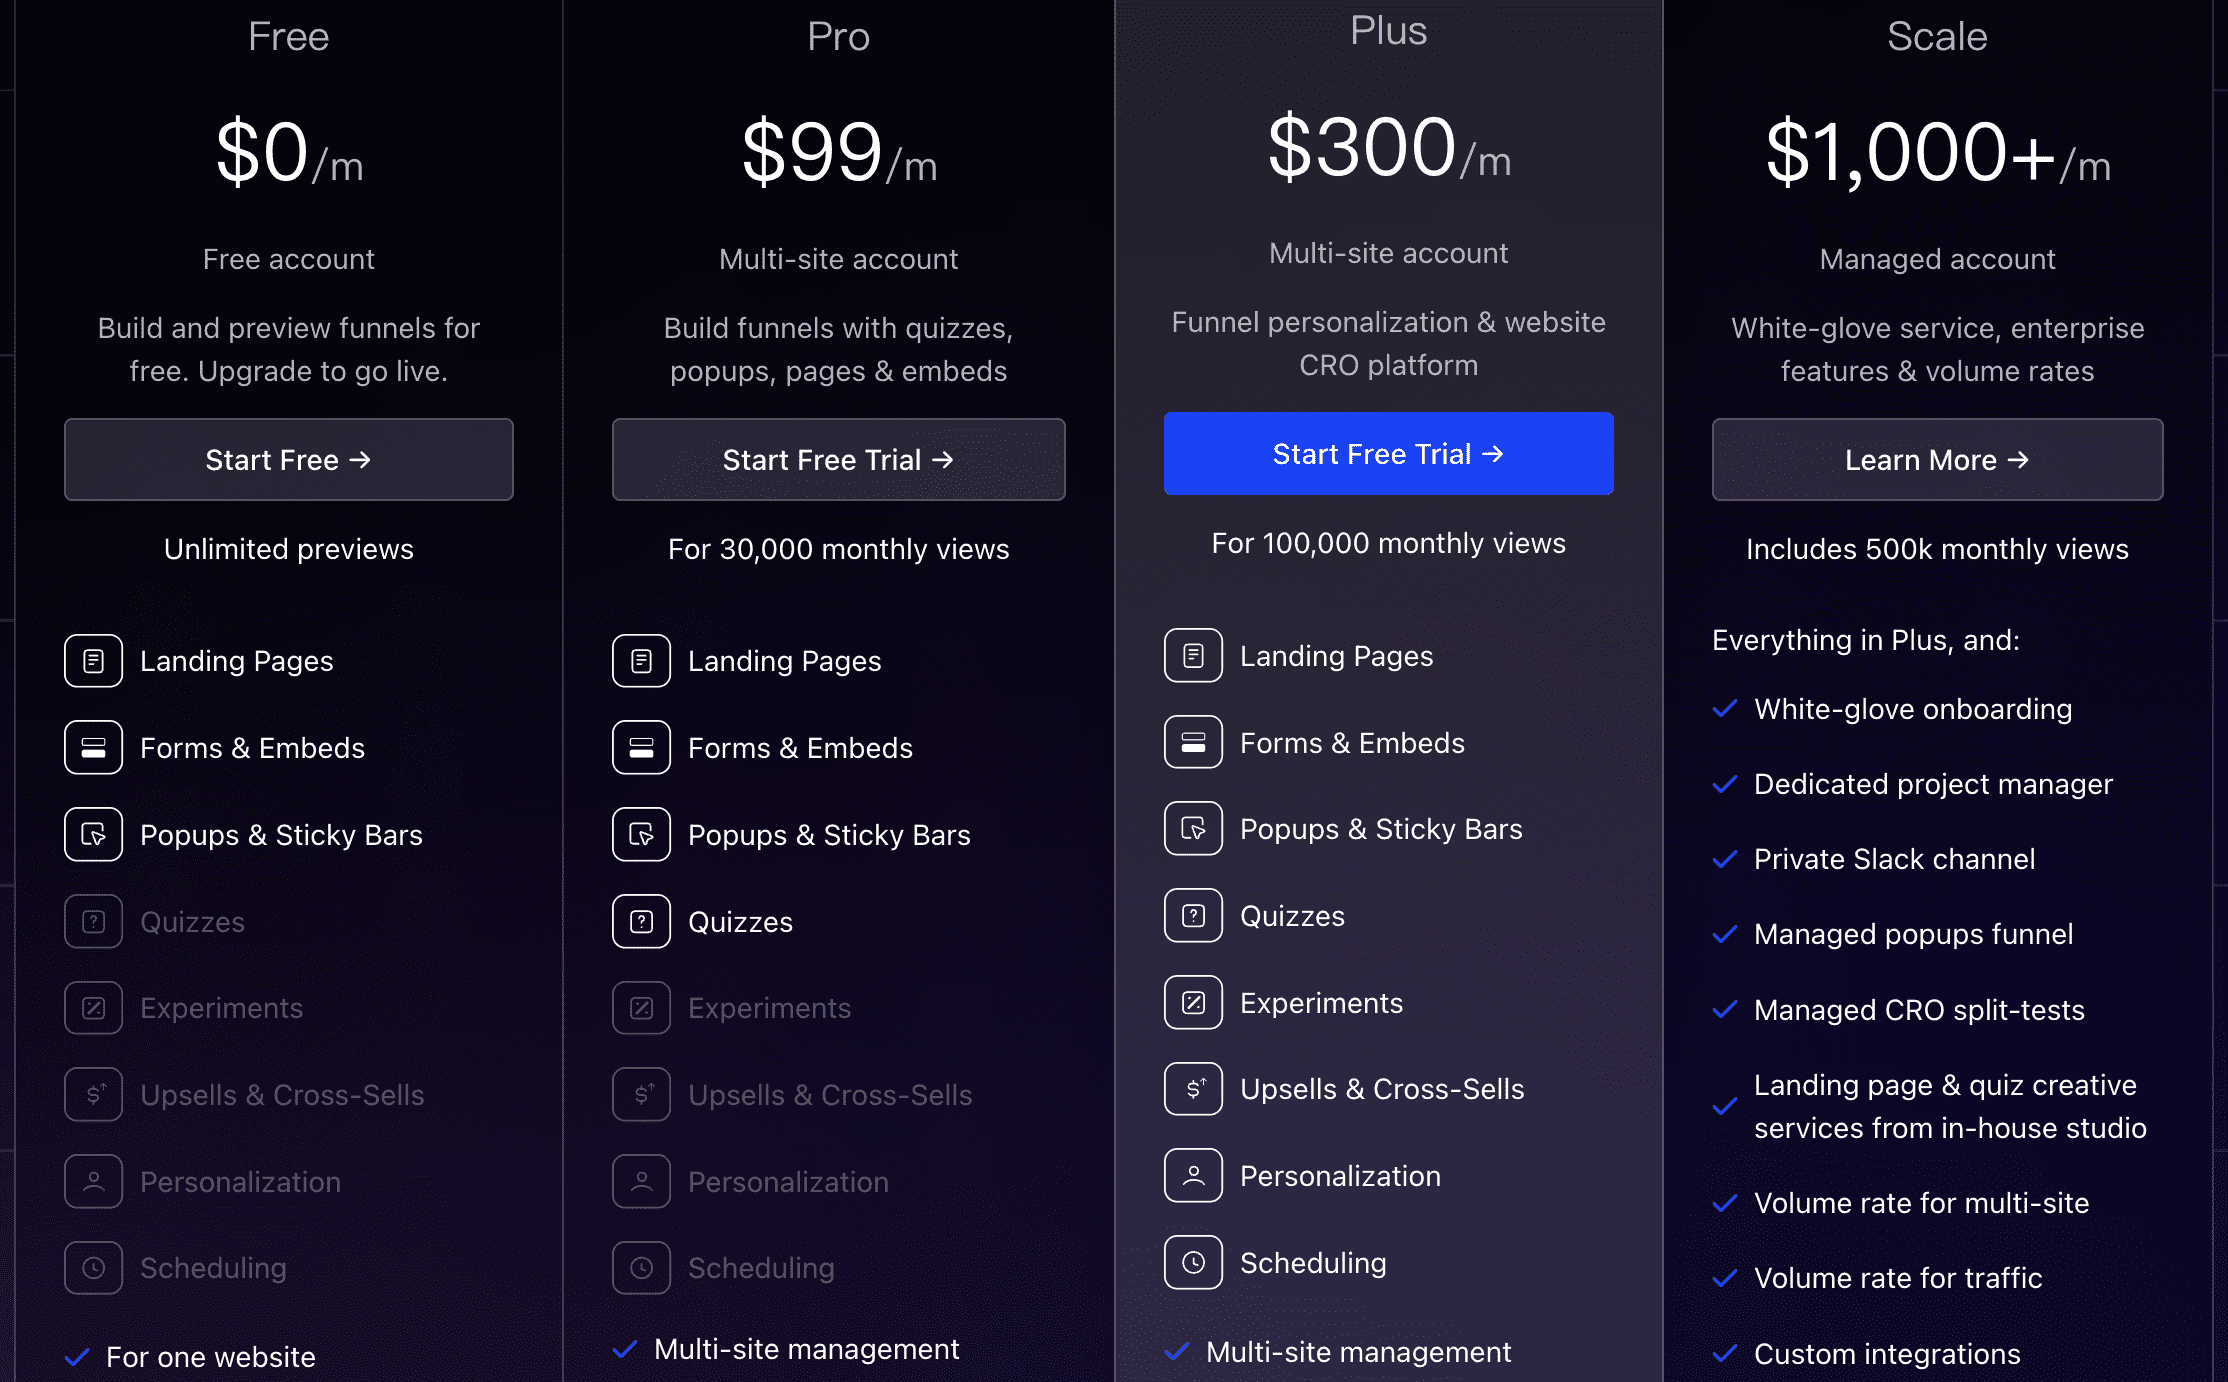 Free
$0/m
Free account
Build and preview funnels for
free. Upgrade to go live.
Start Free →
Unlimited previews
Landing Pages
Forms & Embeds
Popups & Sticky Bars
Quizzes
Experiments
Upsells & Cross-Sells
Personalization
Scheduling
For one website
Pro
$99/m
Multi-site account
Build funnels with quizzes,
popups, pages & embeds
Start Free Trial →
For 30,000 monthly views
Landing Pages
Forms & Embeds
Popups & Sticky Bars
Quizzes
Experiments
Upsells & Cross-Sells
Personalization
Scheduling
Multi-site management
Plus
$300/m
Multi-site account
Funnel personalization & website
CRO platform
Start Free Trial →
For 100,000 monthly views
Landing Pages
Forms & Embeds
Popups & Sticky Bars
Quizzes
Experiments
Upsells & Cross-Sells
Personalization
Scheduling
Multi-site management
Scale
$1,000+/m
Managed account
White-glove service, enterprise
features & volume rates
Learn More →
Includes 500k monthly views
Everything in Plus, and:
White-glove onboarding
Dedicated project manager
Private Slack channel
Managed popups funnel
Managed CRO split-tests
Landing page & quiz creative
services from in-house studio
Volume rate for multi-site
Volume rate for traffic
Custom integrations